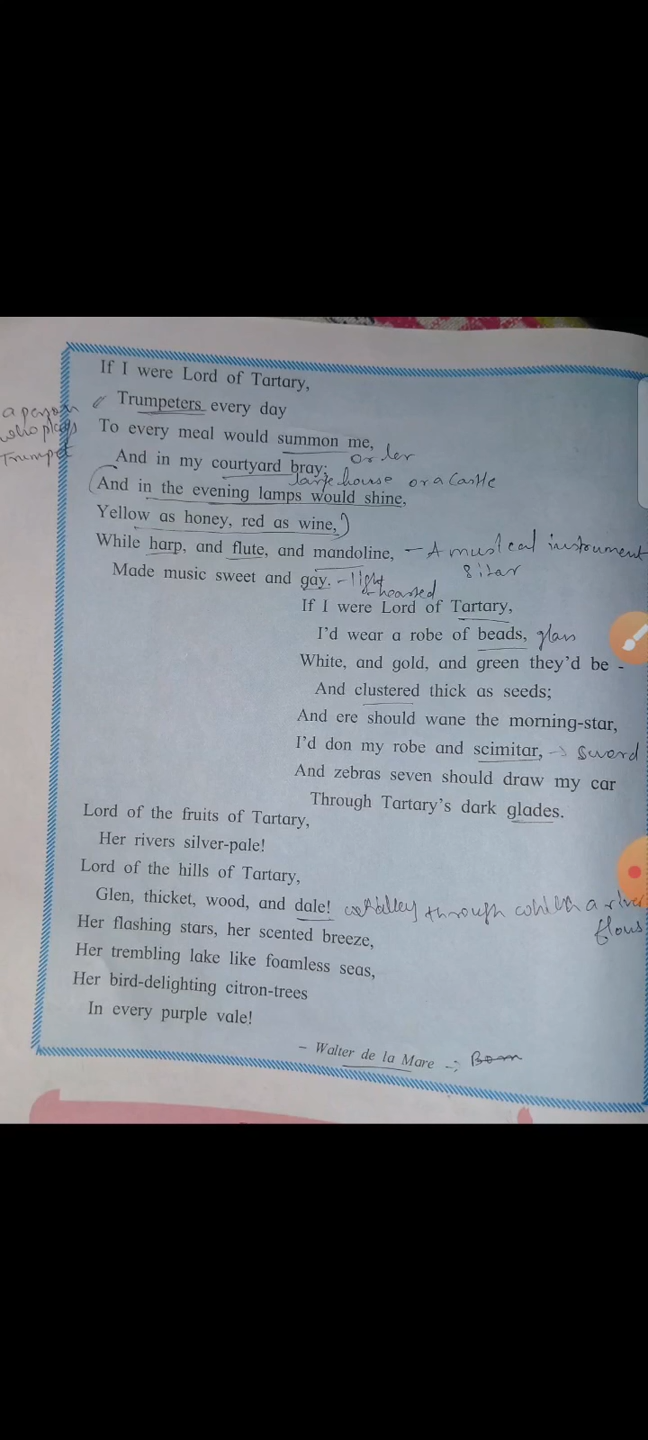 If I were Lord of Tartary,
Trumpeters every day
a person
who plays
Trumpet
To every meal would summon me,
order
And in my courtyard bray;
large house or a castle
And in the evening lamps would shine,
Yellow as honey, red as wine,
While harp, and flute, and mandoline, - A musical instrument
sitar
Made music sweet and gay. - light
hearted
If I were Lord of Tartary,
I'd wear a robe of beads, glass
White, and gold, and green they'd be -
And clustered thick as seeds;
And ere should wane the morning-star,
I'd don my robe and scimitar, → sword
And zebras seven should draw my car
Through Tartary's dark glades.
Lord of the fruits of Tartary,
Her rivers silver-pale!
Lord of the hills of Tartary,
Glen, thicket, wood, and dale! valley through which a river
flows
Her flashing stars, her scented breeze,
Her trembling lake like foamless seas,
Her bird-delighting citron-trees
In every purple vale!
- Walter de la Mare -; Born